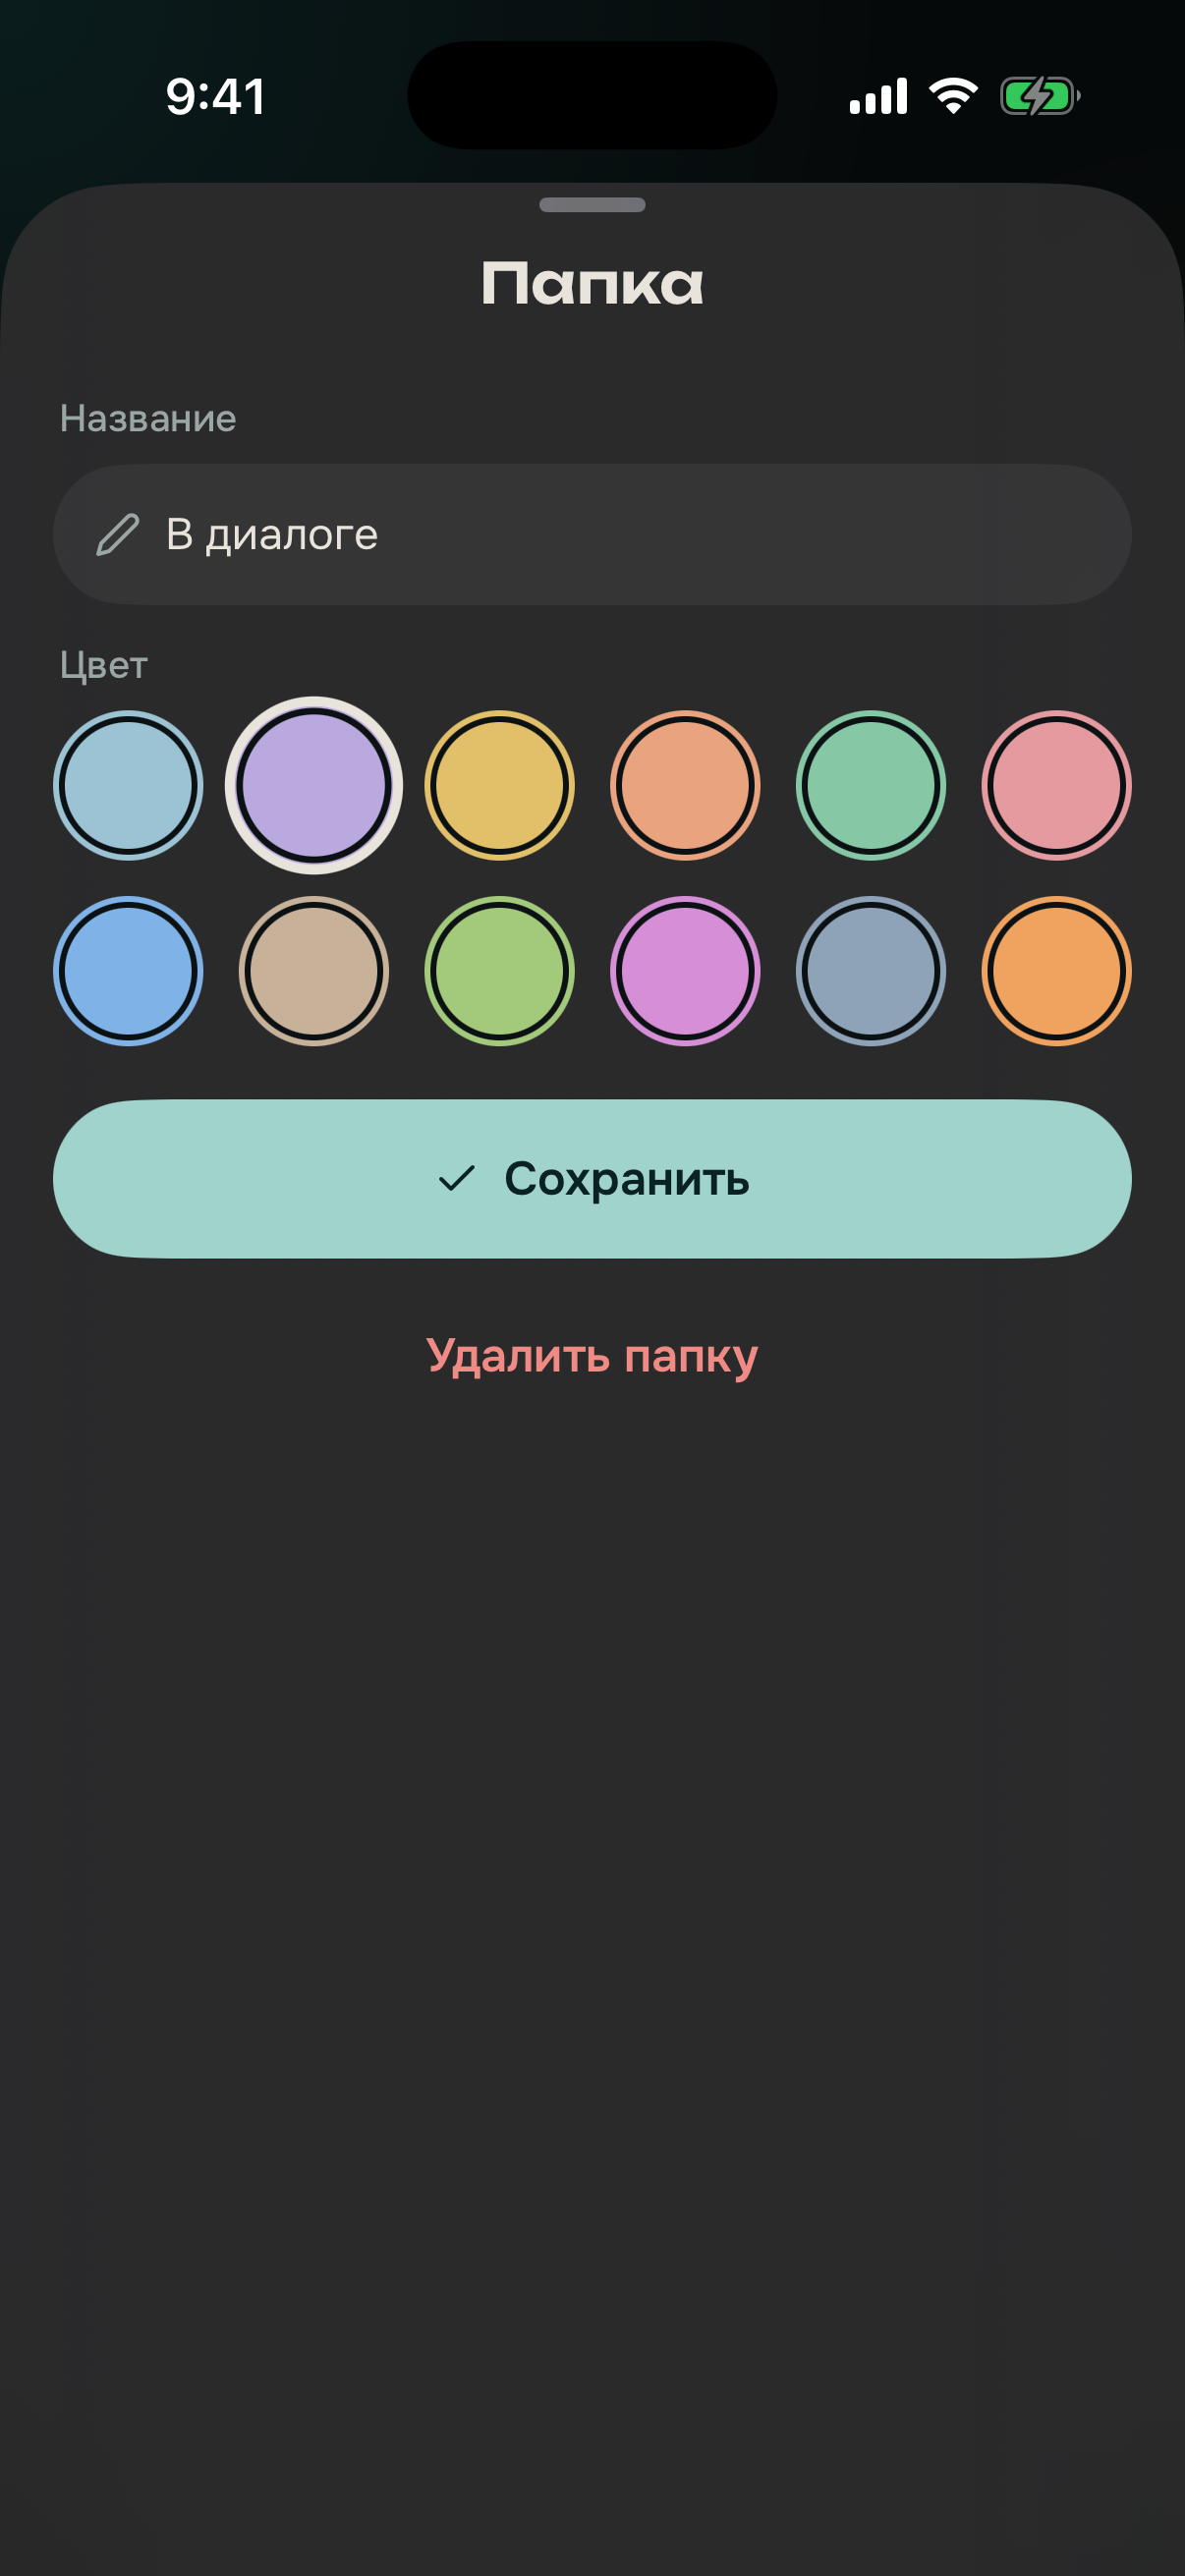 9:41
Папка
Название
В диалоге
Цвет
Сохранить
Удалить папку